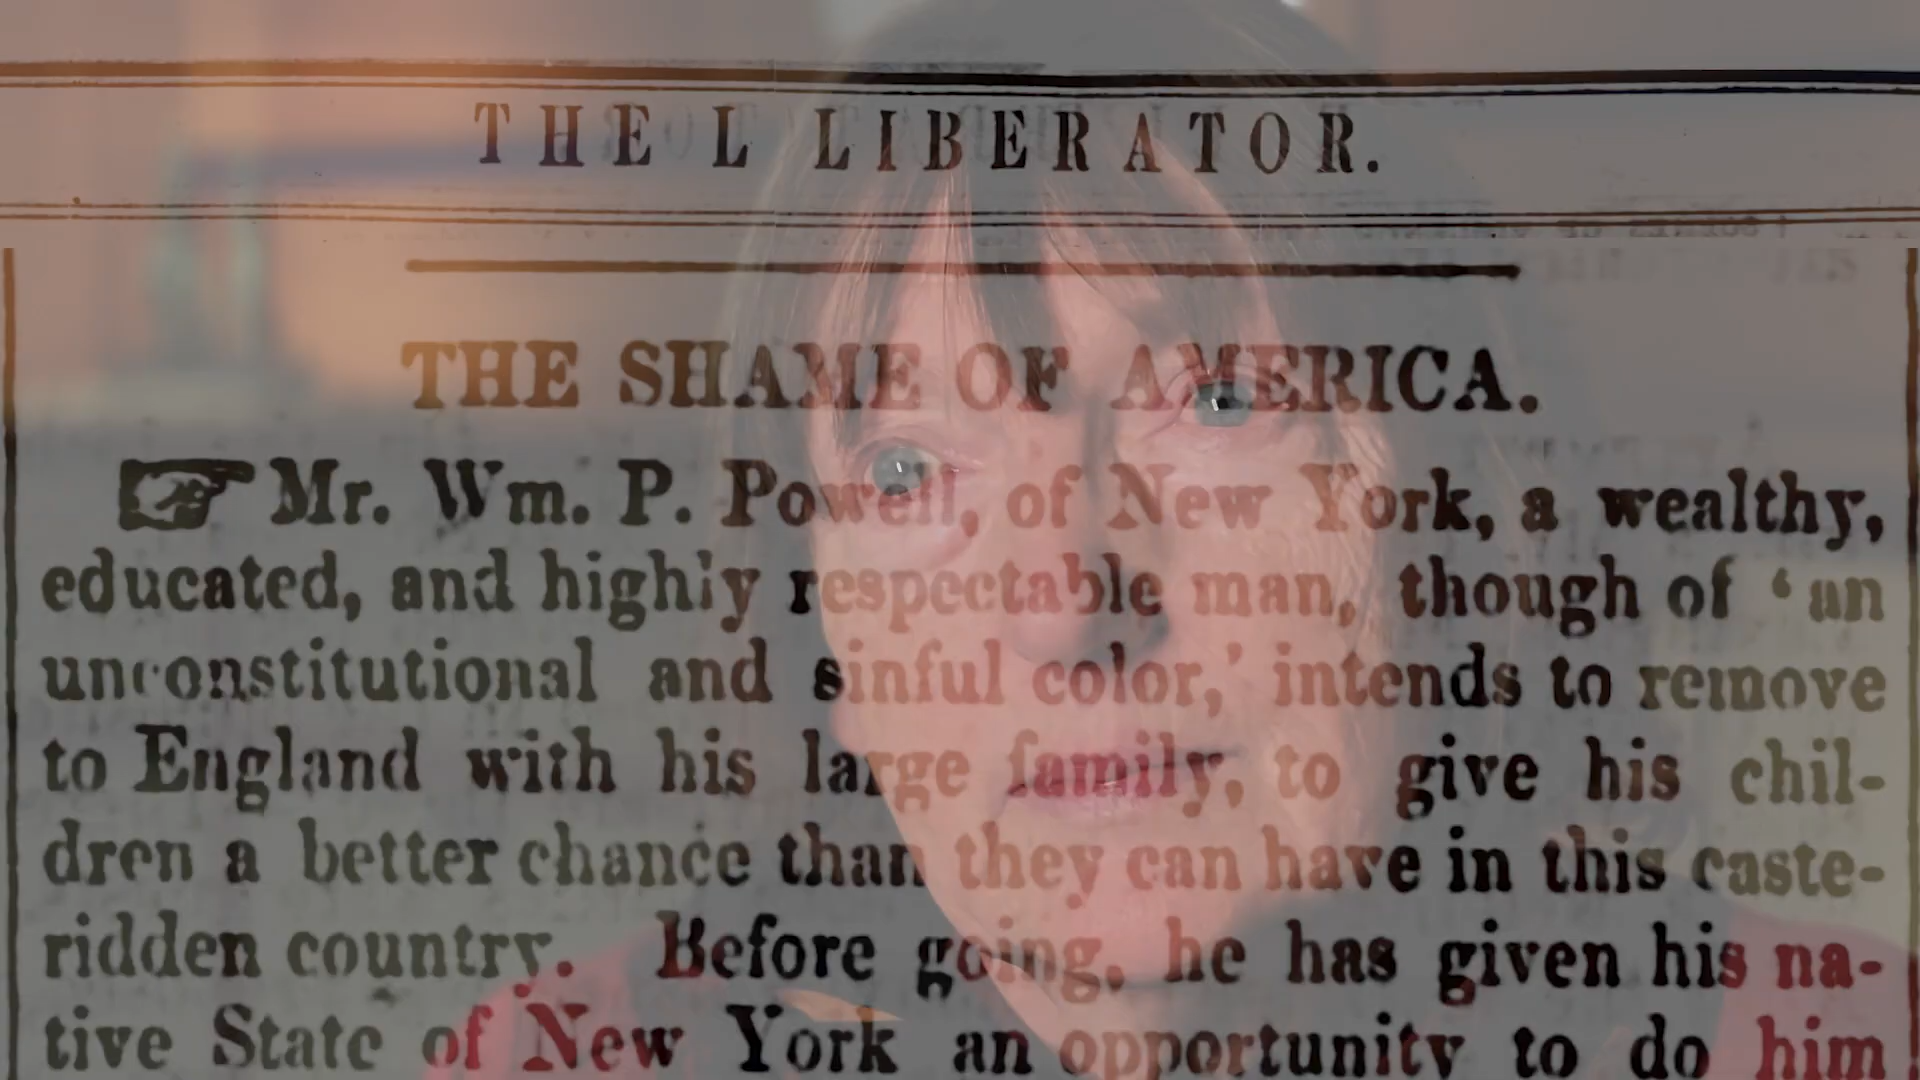 THE L LIBERATOR.
THE SHAME OF AMERICA.
Mr. Wm. P. Powell, of New York, a wealthy,
educated, and highly respectable man, though of ‘an
unconstitutional and sinful color,’ intends to remove
to England with his large family, to give his chil-
dren a better chance than they can have in this caste-
ridden country. Before going, he has given his na-
tive State of New York an opportunity to do him